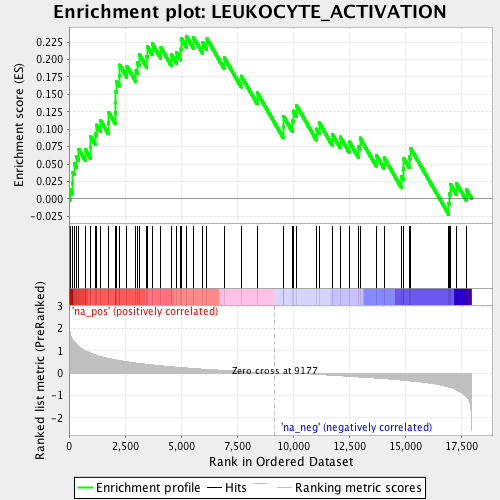 Enrichment plot: LEUKOCYTE_ACTIVATION
Enrichment score (ES)
0.225
0.200
0.175
0.150
0.125
0.100
0.075
0.050
0.025
0.000
-0.025
Ranked list metric (PreRanked)
3
2
1
0
-1
-2
'na_pos' (positively correlated)
Zero cross at 9177
'na_neg' (negatively correlated)
0
2,500
5,000
7,500
10,000
12,500
15,000
17,500
Rank in Ordered Dataset
Enrichment profile
Hits
Ranking metric scores